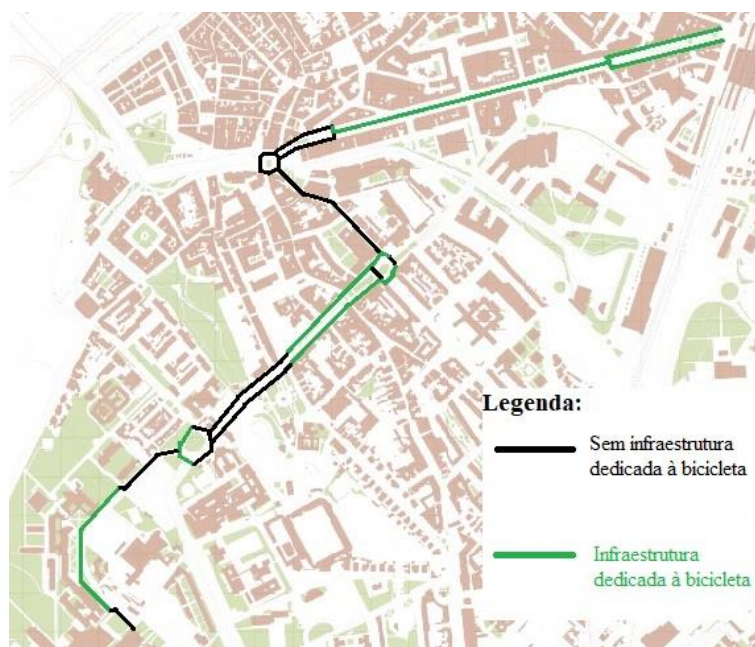 Legenda:
Sem infraestrutura
dedicada à bicicleta
Infraestrutura
dedicada à bicicleta